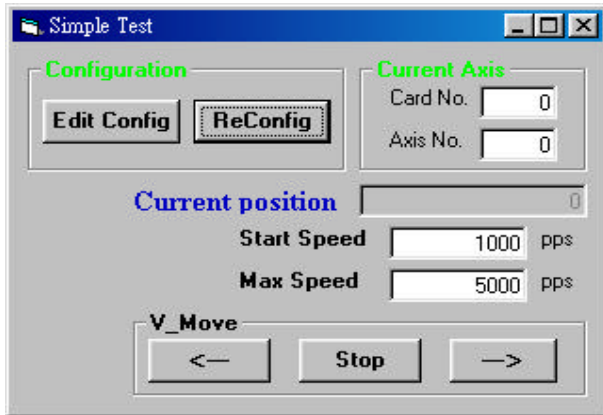 Simple Test
Configuration
Edit Config
ReConfig
Current Axis
Card No. 0
Axis No. 0
Current position 0
Start Speed 1000 pps
Max Speed 5000 pps
V_Move
<—
Stop
—>